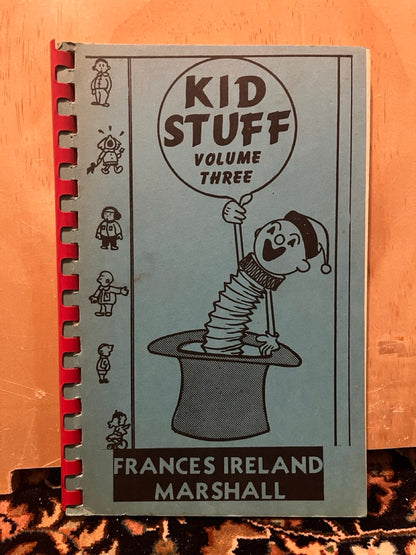 KID
STUFF
VOLUME
THREE
FRANCES IRELAND
MARSHALL